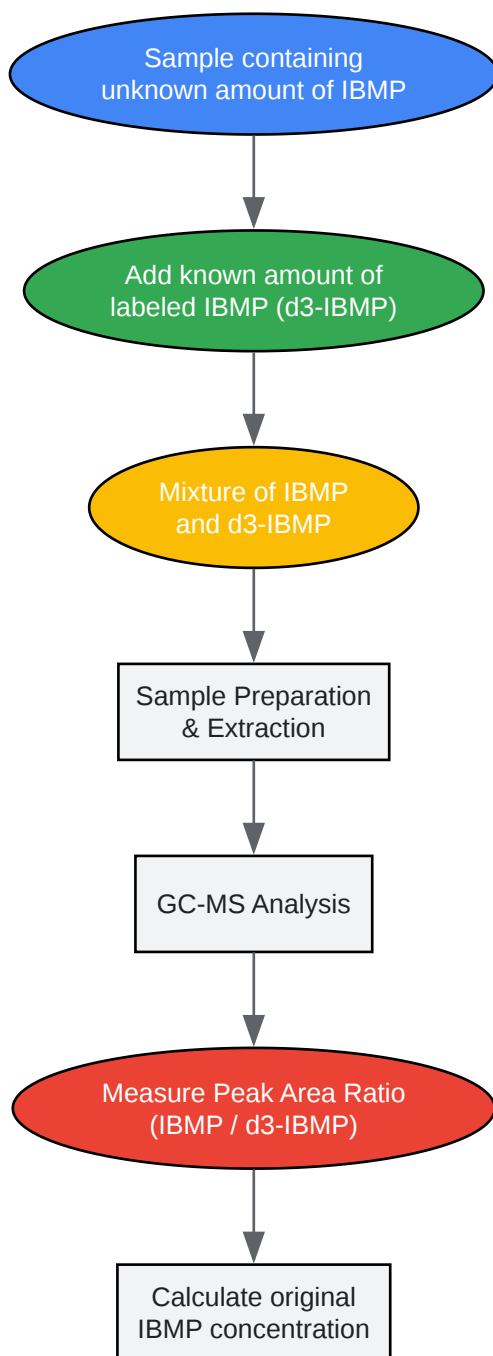 Sample containing
unknown amount of IBMP
Add known amount of
labeled IBMP (d3-IBMP)
Mixture of IBMP
and d3-IBMP
Sample Preparation
& Extraction
GC-MS Analysis
Measure Peak Area Ratio
(IBMP / d3-IBMP)
Calculate original
IBMP concentration